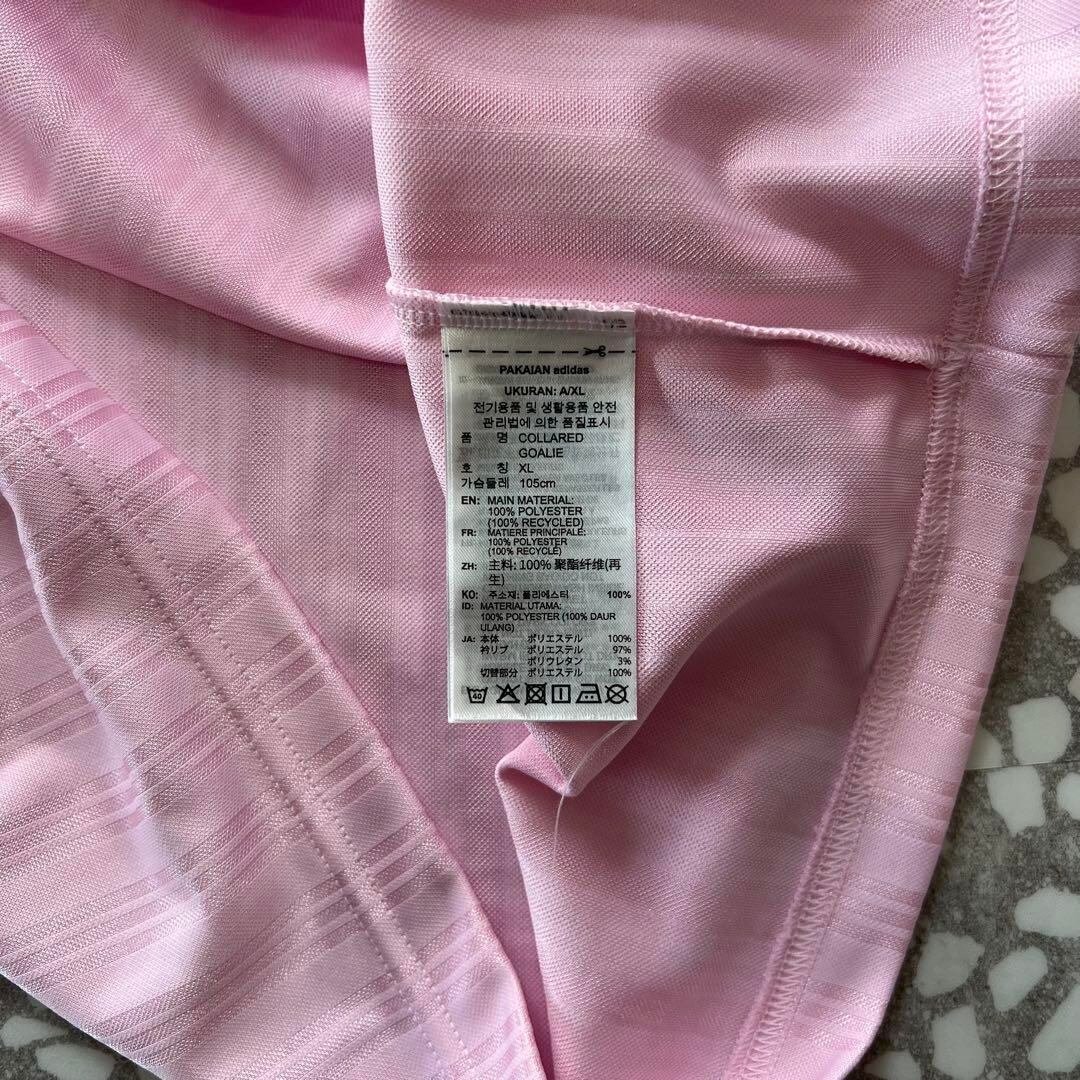 PAKAIAN adidas
UKURAN: A/XL
전기용품 및 생활용품 안전
관리법에 의한 품질표시
품 명 COLLARED
GOALIE
호 칭 XL
가슴둘레 105cm
EN: MAIN MATERIAL:
100% POLYESTER
(100% RECYCLED)
FR: MATIERE PRINCIPALE:
100% POLYESTER
(100% RECYCLÉ)
ZH: 主料: 100% 聚酯纤维(再
生)
KO: 주소재: 폴리에스터 100%
ID: MATERIAL UTAMA:
100% POLYESTER (100% DAUR
ULANG)
JA: 本体 ポリエステル 100%
衿リブ ポリエステル 97%
ポリウレタン 3%
切替部分 ポリエステル 100%
40